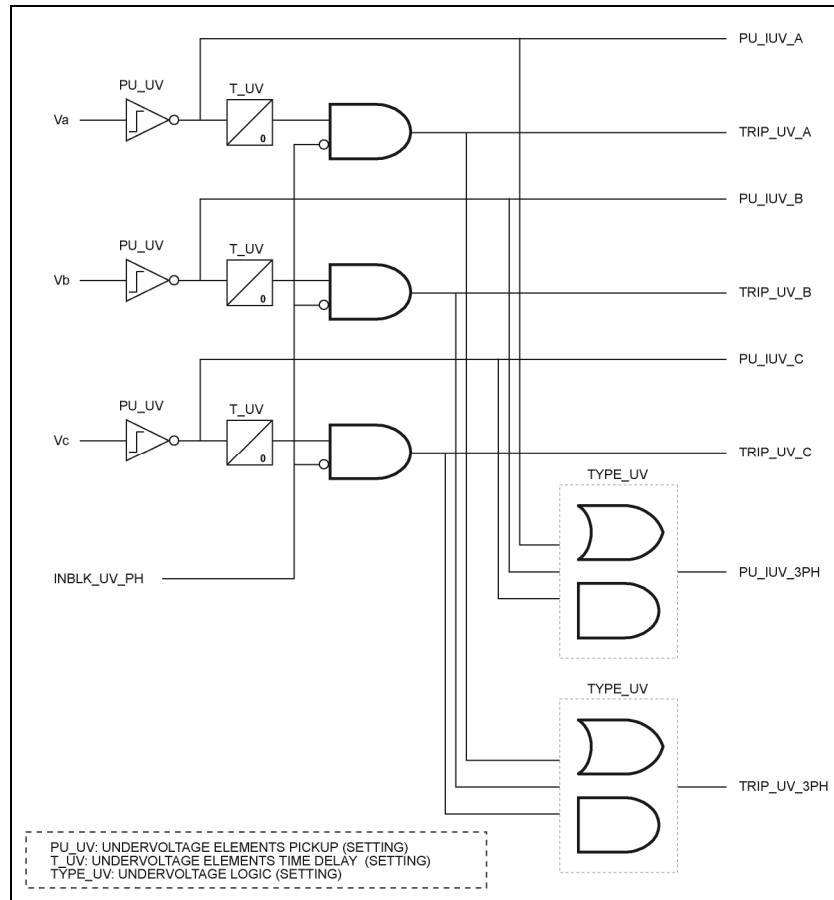 PU_IUV_A
PU_UV
T_UV
Va
0
TRIP_UV_A
PU_IUV_B
PU_UV
T_UV
Vb
0
TRIP_UV_B
PU_IUV_C
PU_UV
T_UV
Vc
0
TRIP_UV_C
TYPE_UV
INBLK_UV_PH
PU_IUV_3PH
TYPE_UV
TRIP_UV_3PH
PU_UV: UNDERVOLTAGE ELEMENTS PICKUP (SETTING)
T_UV: UNDERVOLTAGE ELEMENTS TIME DELAY (SETTING)
TYPE_UV: UNDERVOLTAGE LOGIC (SETTING)